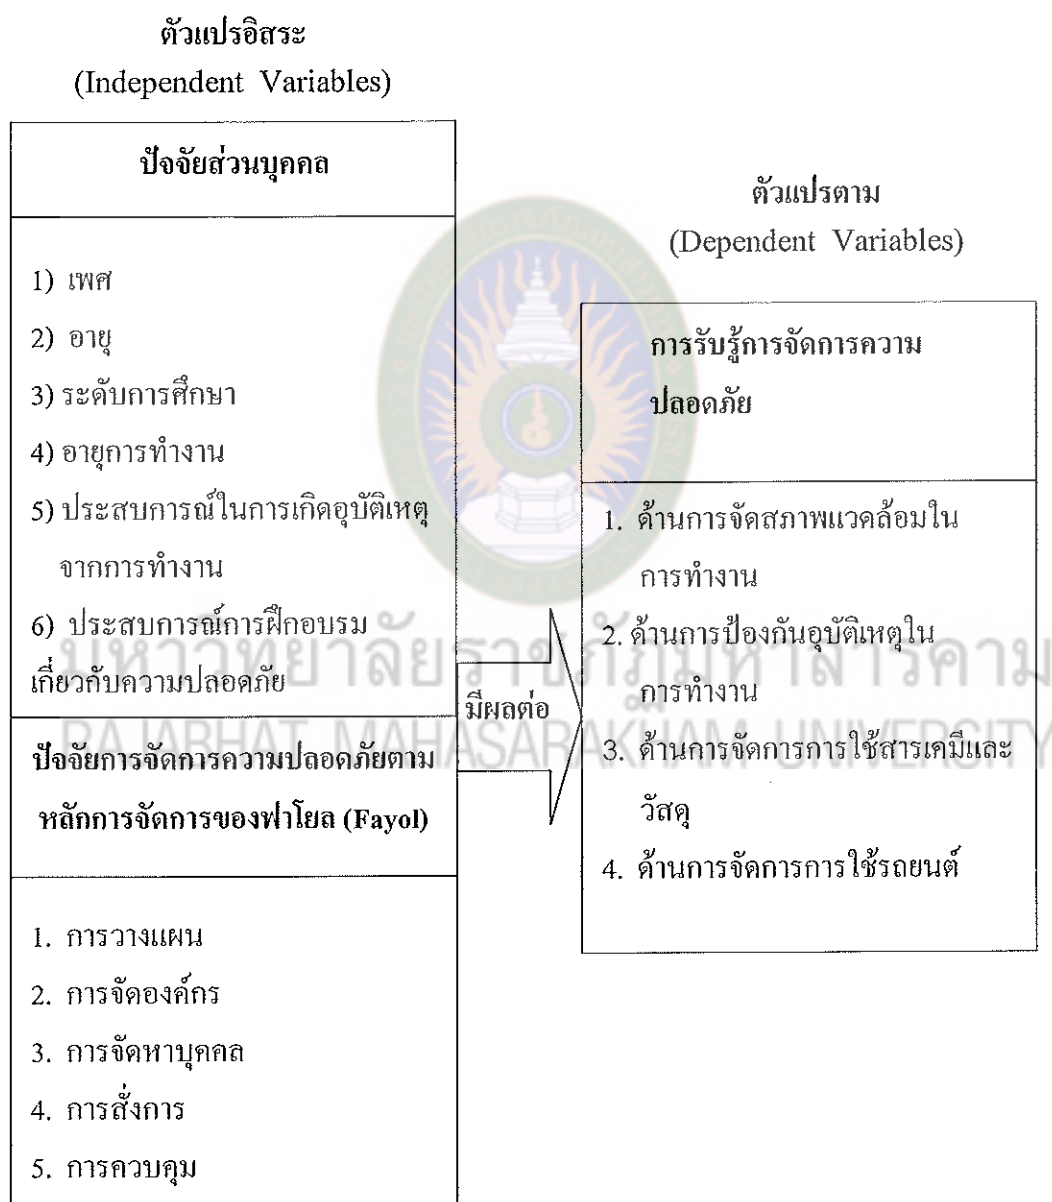 ตัวแปรอิสระ
(Independent Variables)
ปัจจัยส่วนบุคคล
1) เพศ
2) อายุ
3) ระดับการศึกษา
4) อายุการทำงาน
5) ประสบการณ์ในการเกิดอุบัติเหตุ
จากการทำงาน
6) ประสบการณ์การฝึกอบรม
เกี่ยวกับความปลอดภัย
ปัจจัยการจัดการความปลอดภัยตาม
หลักการจัดการของฟาโยล (Fayol)
1. การวางแผน
2. การจัดองค์กร
3. การจัดหาบุคคล
4. การสั่งการ
5. การควบคุม
มีผลต่อ
ตัวแปรตาม
(Dependent Variables)
การรับรู้การจัดการความ
ปลอดภัย
1. ด้านการจัดสภาพแวดล้อมใน
การทำงาน
2. ด้านการป้องกันอุบัติเหตุใน
การทำงาน
3. ด้านการจัดการการใช้สารเคมีและ
วัสดุ
4. ด้านการจัดการการใช้รถยนต์
มหาวิทยาลัยราชภัฏมหาสารคาม
RAJABHAT MAHASARAKHAM UNIVERSITY